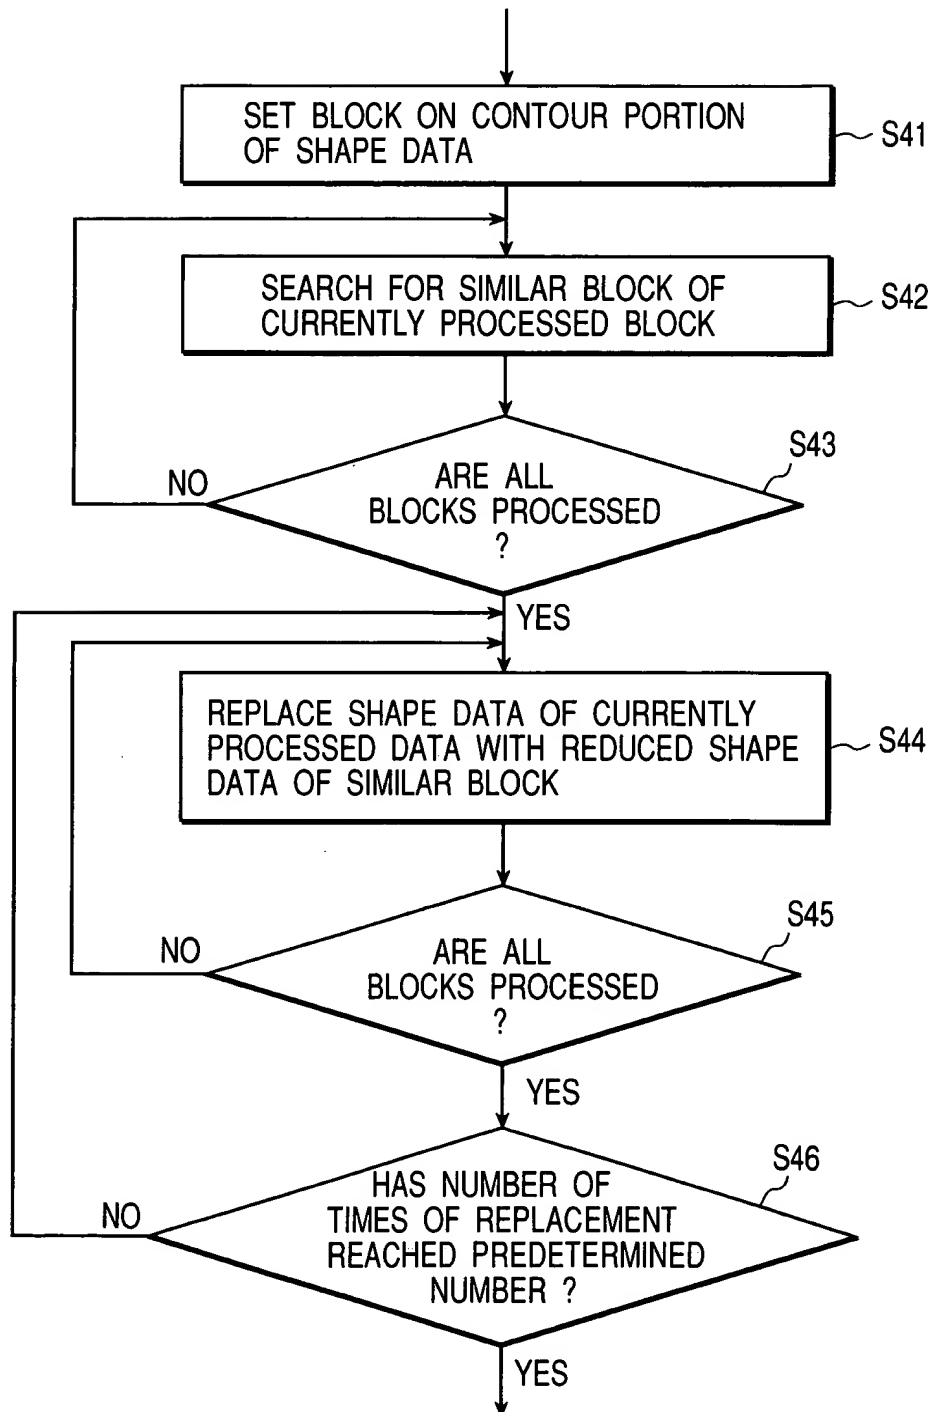 SET BLOCK ON CONTOUR PORTION
OF SHAPE DATA
S41
SEARCH FOR SIMILAR BLOCK OF
CURRENTLY PROCESSED BLOCK
S42
S43
NO
ARE ALL
BLOCKS PROCESSED
?
YES
REPLACE SHAPE DATA OF CURRENTLY
PROCESSED DATA WITH REDUCED SHAPE
DATA OF SIMILAR BLOCK
S44
S45
NO
ARE ALL
BLOCKS PROCESSED
?
YES
S46
NO
HAS NUMBER OF
TIMES OF REPLACEMENT
REACHED PREDETERMINED
NUMBER ?
YES